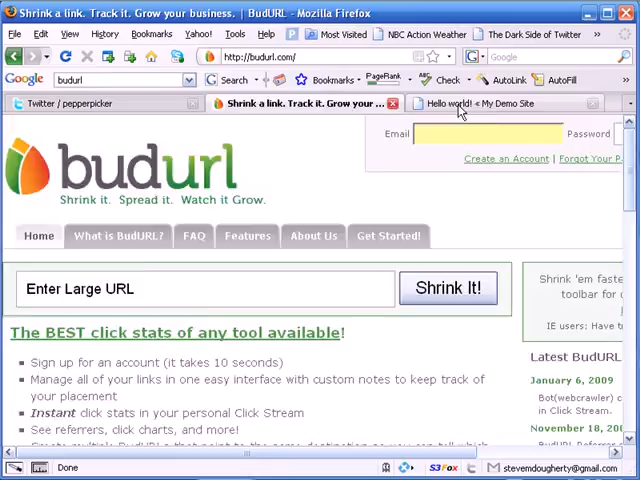 Shrink a link. Track it. Grow your business. | BudURL - Mozilla Firefox
File Edit View History Bookmarks Yahoo! Tools Help Most Visited NBC Action Weather The Dark Side of Twitter
http://budurl.com/ Google
Google budurl Search Bookmarks PageRank Check AutoLink AutoFill
Twitter / pepperpicker Shrink a link. Track it. Grow your ... Hello world! « My Demo Site
Email Password
Create an Account | Forgot Your P
budurl
Shrink it. Spread it. Watch it Grow.
Home What is BudURL? FAQ Features About Us Get Started!
Enter Large URL Shrink It!
The BEST click stats of any tool available!
Sign up for an account (it takes 10 seconds)
Manage all of your links in one easy interface with custom notes to keep track of
your placement
Instant click stats in your personal Click Stream
See referrers, click charts, and more!
Shrink 'em faste
toolbar for
IE users: Have tr
Latest BudURL
January 6, 2009
Bot(webcrawler) c
in Click Stream.
November 18, 200
BudURL Referrer
Done S3Fox stevemdougherty@gmail.com